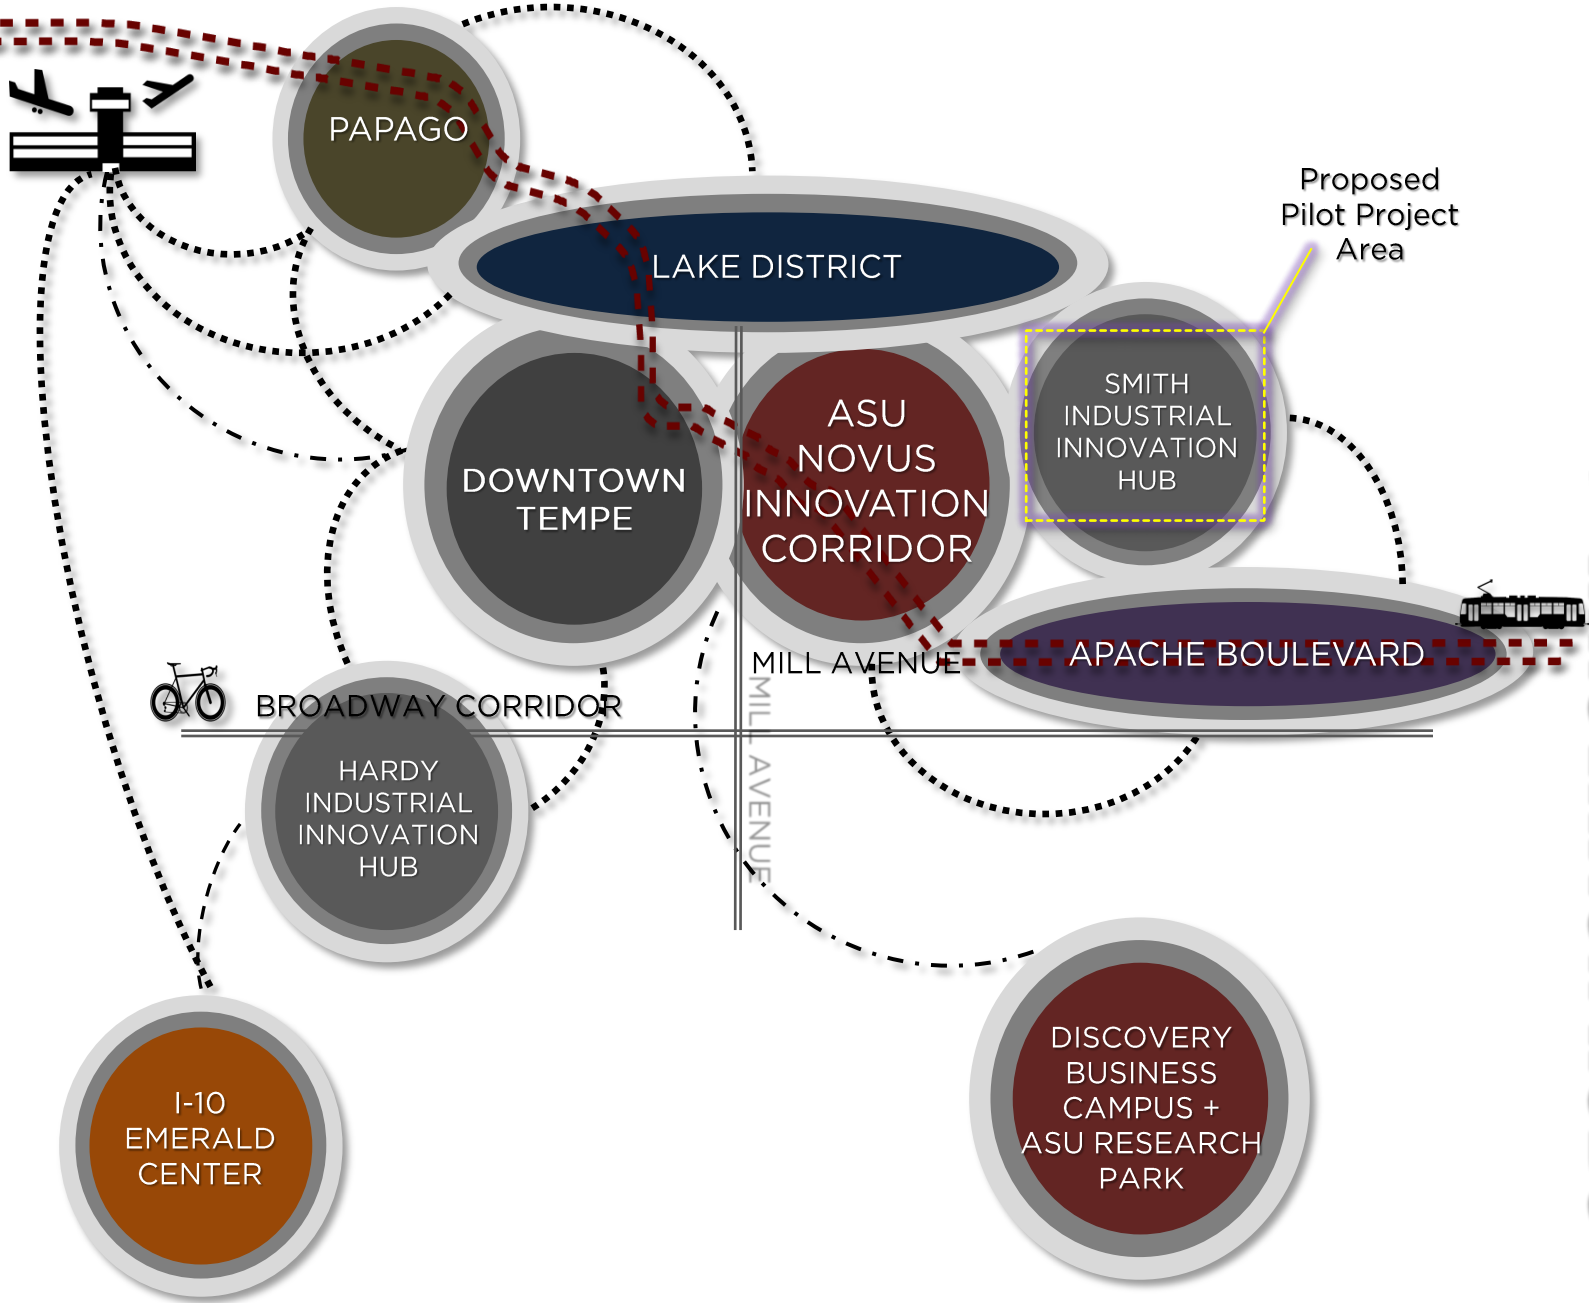 PAPAGO
Proposed
Pilot Project
Area
LAKE DISTRICT
SMITH
INDUSTRIAL
INNOVATION
HUB
ASU
NOVUS
INNOVATION
CORRIDOR
DOWNTOWN
TEMPE
MILL AVENUE
APACHE BOULEVARD
BROADWAY CORRIDOR
MILL AVENUE
HARDY
INDUSTRIAL
INNOVATION
HUB
DISCOVERY
BUSINESS
CAMPUS +
ASU RESEARCH
PARK
I-10
EMERALD
CENTER